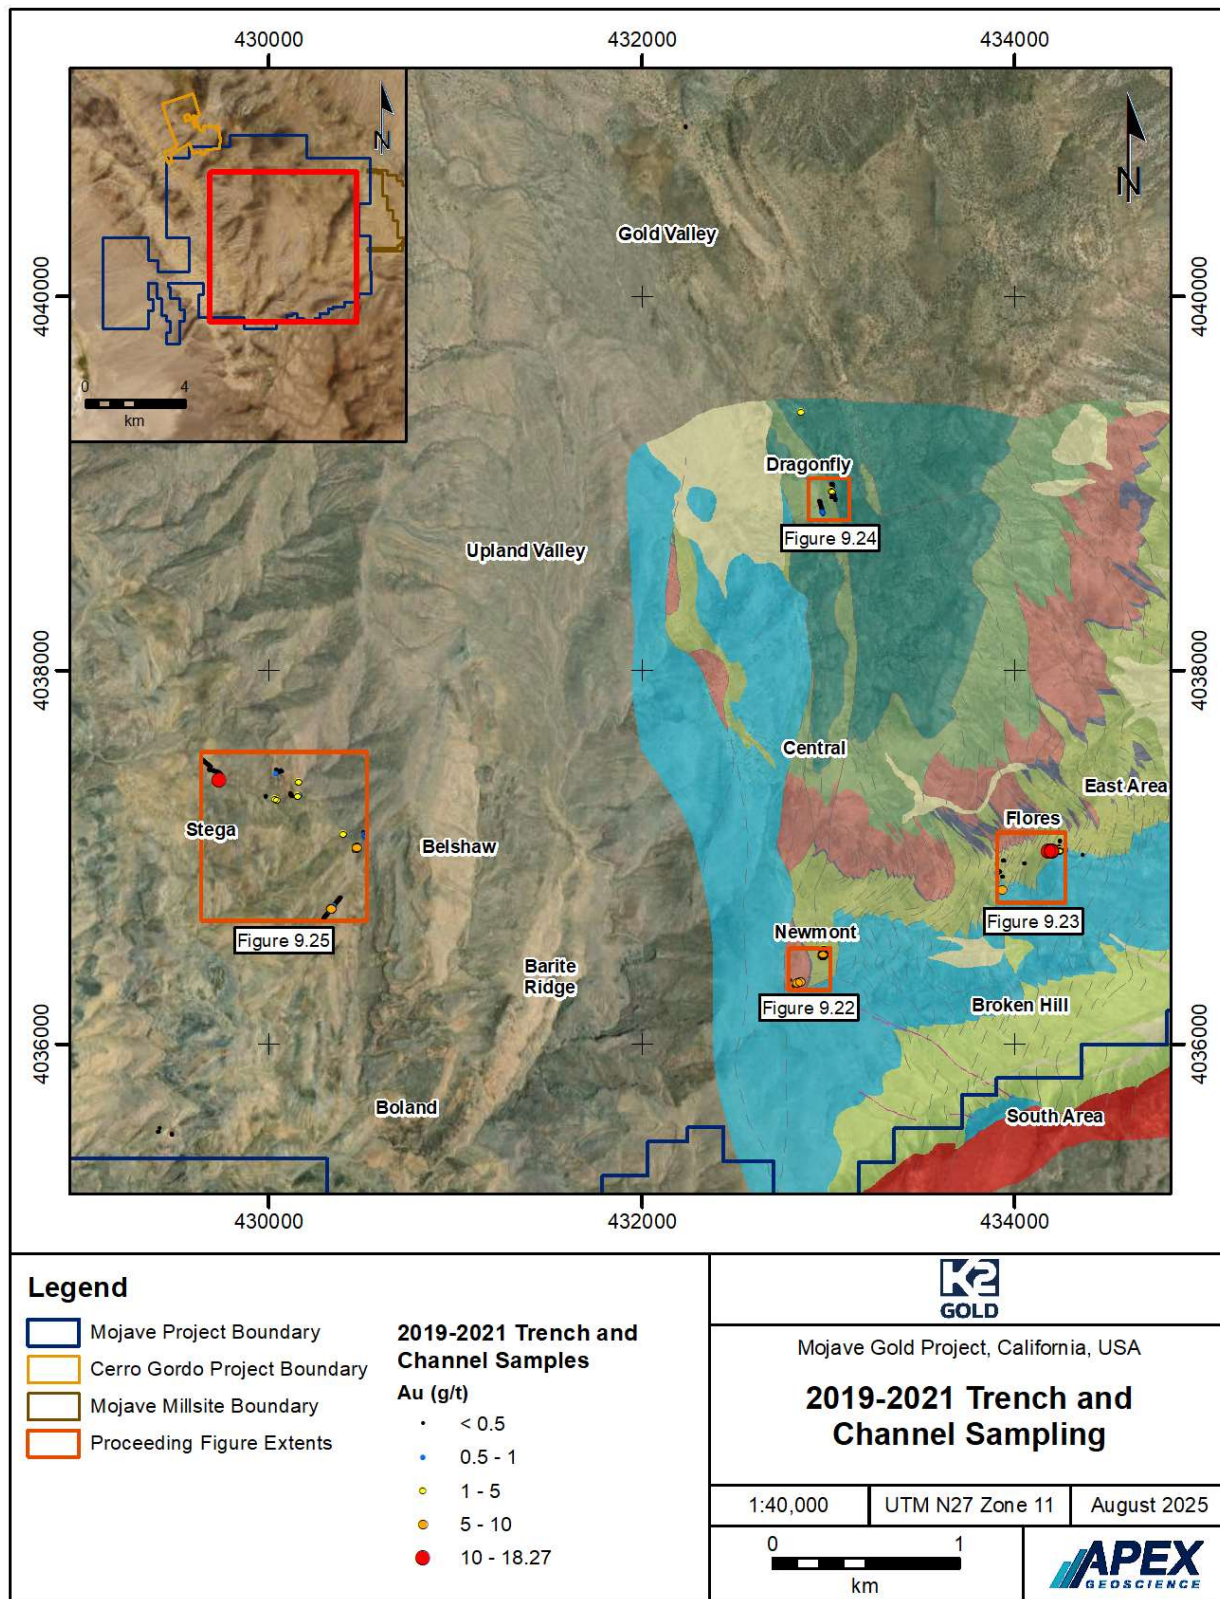 430000
432000
434000
N
0
4
km
N
Gold Valley
4040000
4040000
Dragonfly
Figure 9.24
Upland Valley
4038000
4038000
Central
East Area
Flores
Stega
Belshaw
Figure 9.23
Newmont
Figure 9.25
Barite
Ridge
Figure 9.22
Broken Hill
4036000
4036000
Boland
South Area
430000
432000
434000
Legend
Mojave Project Boundary
Cerro Gordo Project Boundary
Mojave Millsite Boundary
Proceeding Figure Extents
2019-2021 Trench and
Channel Samples
Au (g/t)
< 0.5
0.5 - 1
1 - 5
5 - 10
10 - 18.27
K2
GOLD
Mojave Gold Project, California, USA
2019-2021 Trench and
Channel Sampling
1:40,000
UTM N27 Zone 11
August 2025
0
1
km
APEX
GEOSCIENCE